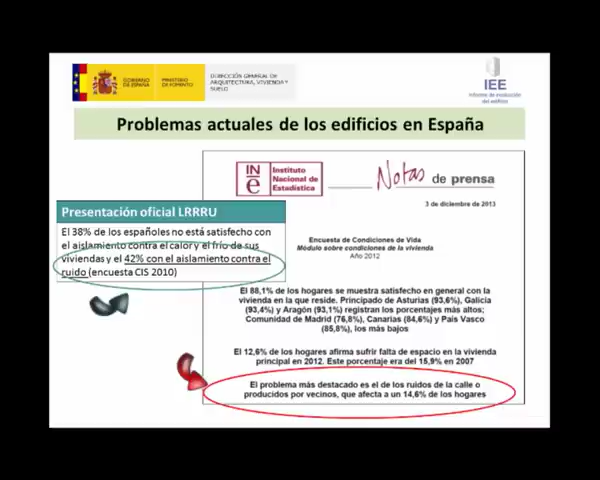 GOBIERNO DE ESPAÑA
MINISTERIO DE FOMENTO
DIRECCIÓN GENERAL DE
ARQUITECTURA, VIVIENDA Y
SUELO
IEE
Informe de evaluación
del edificio
Problemas actuales de los edificios en España
INE
Instituto
Nacional de
Estadística
Notas de prensa
3 de diciembre de 2013
Presentación oficial LRRRU
El 38% de los españoles no está satisfecho con
el aislamiento contra el calor y el frío de sus
viviendas y el 42% con el aislamiento contra el
ruido (encuesta CIS 2010)
Encuesta de Condiciones de Vida
Módulo sobre condiciones de la vivienda
Año 2012
El 88,1% de los hogares se muestra satisfecho en general con la
vivienda en la que reside. Principado de Asturias (93,6%), Galicia
(93,4%) y Aragón (93,1%) registran los porcentajes más altos;
Comunidad de Madrid (76,8%), Canarias (84,6%) y País Vasco
(85,8%), los más bajos
El 12,6% de los hogares afirma sufrir falta de espacio en la vivienda
principal en 2012. Este porcentaje era del 15,9% en 2007
El problema más destacado es el de los ruidos de la calle o
producidos por vecinos, que afecta a un 14,6% de los hogares